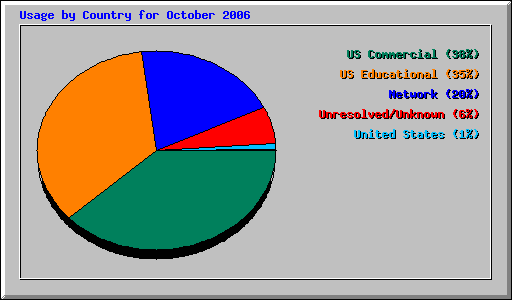 Usage by Country for October 2006
US Commercial (38%)
US Educational (35%)
Network (20%)
Unresolved/Unknown (6%)
United States (1%)